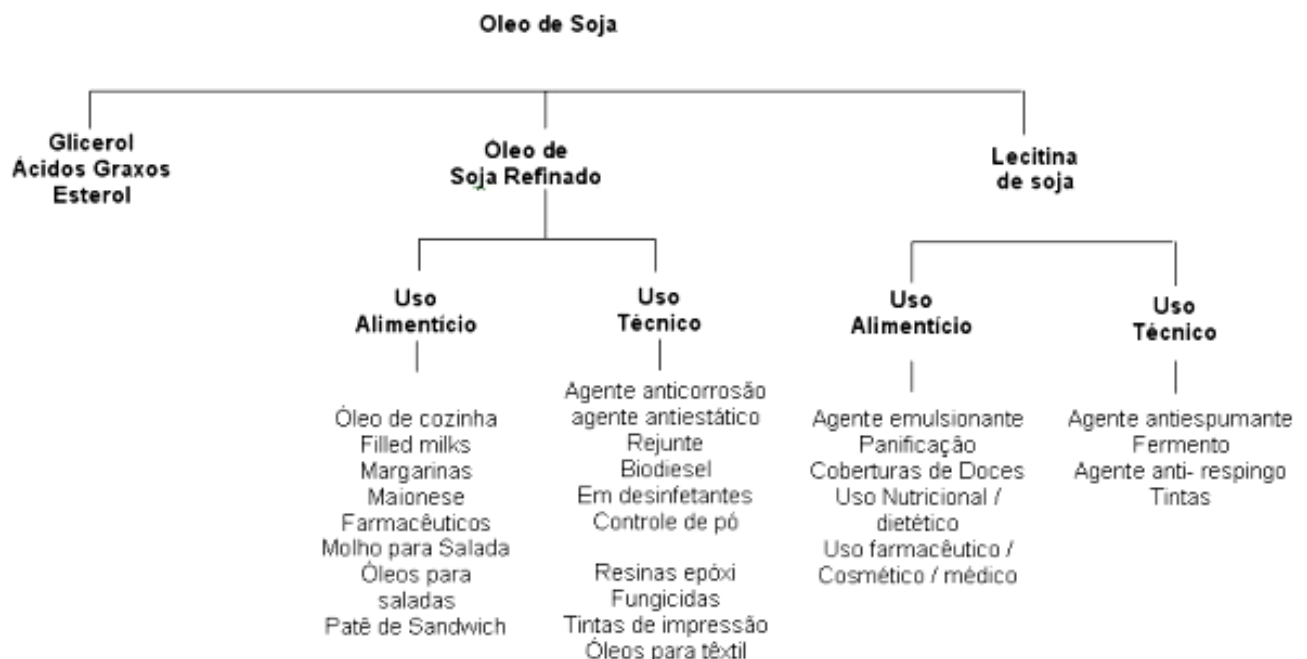 Óleo de Soja
Glicerol
Ácidos Graxos
Esterol
Óleo de
Soja Refinado
Lecitina
de soja
Uso
Alimentício
Óleo de cozinha
Filled milks
Margarinas
Maionese
Farmacêuticos
Molho para Salada
Óleos para
saladas
Patê de Sandwich
Uso
Técnico
Agente anticorrosão
agente antiestático
Rejunte
Biodiesel
Em desinfetantes
Controle de pó
Resinas epóxi
Fungicidas
Tintas de impressão
Óleos para têxtil
Uso
Alimentício
Agente emulsionante
Panificação
Coberturas de Doces
Uso Nutricional /
dietético
Uso farmacêutico /
Cosmético / médico
Uso
Técnico
Agente antiespumante
Fermento
Agente anti- respingo
Tintas